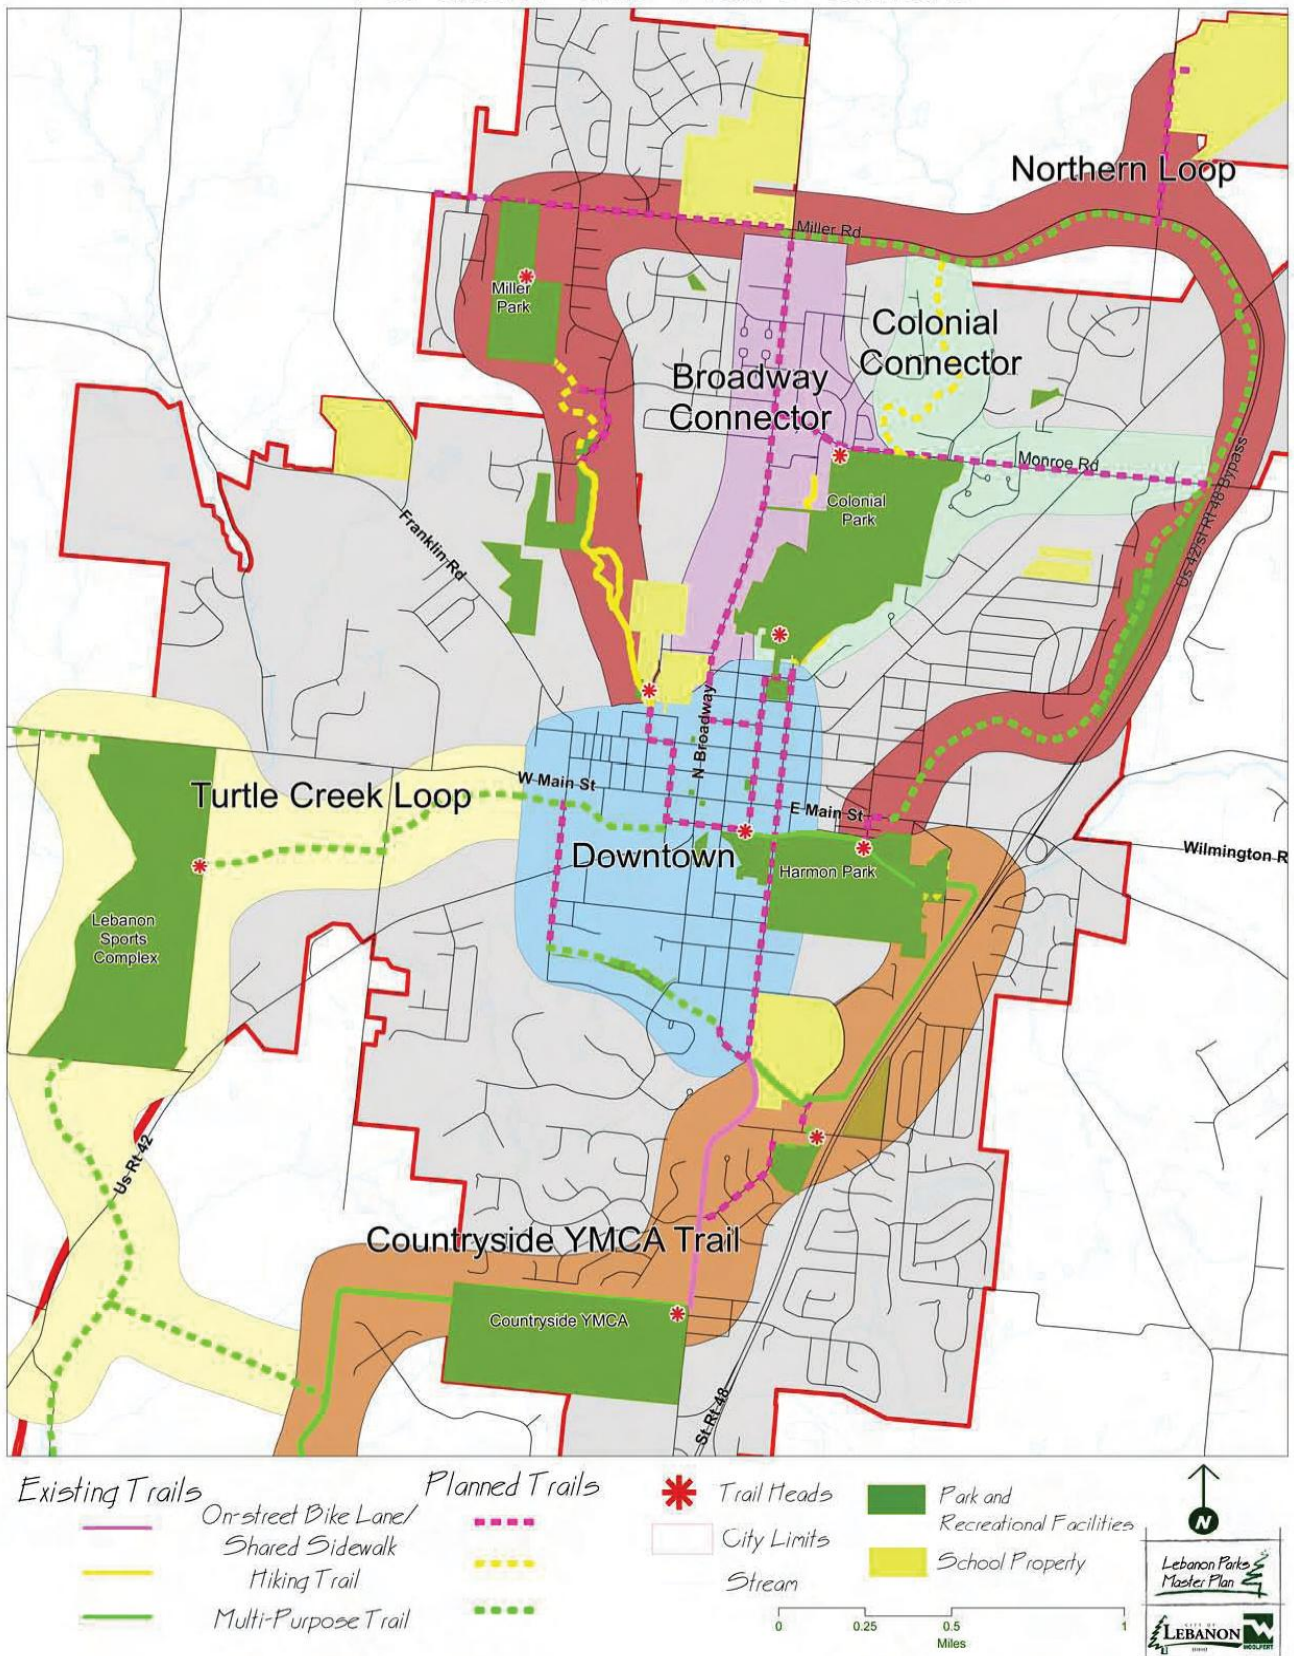 Northern Loop
Miller Rd
Miller
Park
Colonial
Connector
Broadway
Connector
Monroe Rd
Colonial
Park
Us 42/st Rt 48 Bypass
Franklin Rd
N Broadway
W Main St
Turtle Creek Loop
E Main St
Downtown
Harmon Park
Wilmington R
Lebanon
Sports
Complex
Us Rt 42
Countryside YMCA Trail
Countryside YMCA
St Rt 48
Existing Trails
Planned Trails
On-street Bike Lane/
Shared Sidewalk
Hiking Trail
Multi-Purpose Trail
Trail Heads
City Limits
Stream
Park and
Recreational Facilities
School Property
0 0.25 0.5 1
Miles
N
Lebanon Parks
Master Plan
CITY OF
LEBANON
OHIO
WOOLPERT